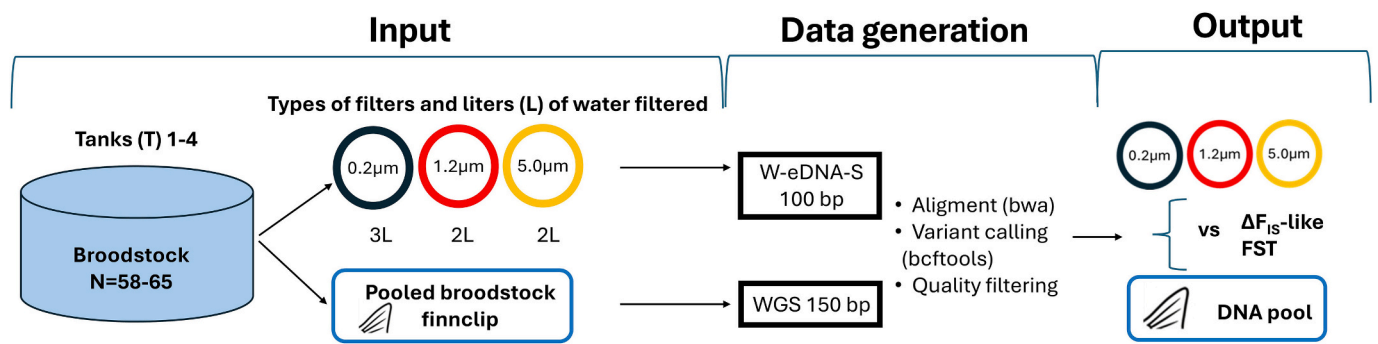 Input
Data generation
Output
Types of filters and liters (L) of water filtered
Tanks (T) 1-4
Broodstock
N=58-65
0.2µm
1.2µm
5.0µm
3L
2L
2L
Pooled broodstock
finnclip
W-eDNA-S
100 bp
WGS 150 bp
• Aligment (bwa)
• Variant calling
(bcftools)
• Quality filtering
0.2µm
1.2µm
5.0µm
vs
ΔFIS-like
FST
DNA pool